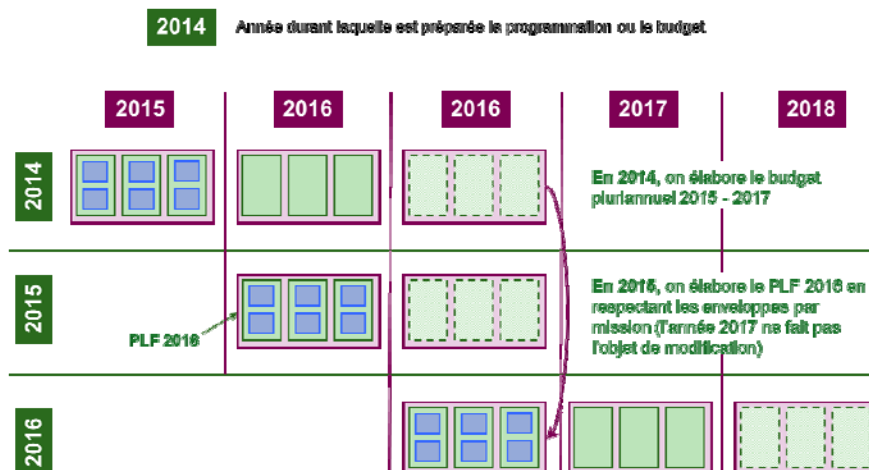 2014 Année durant laquelle est préparée la programmation ou le budget
2015 2016 2016 2017 2018
2014
En 2014, on élabore le budget
pluriannuel 2015 - 2017
2015
En 2015, on élabore le PLF 2016 en
respectant les enveloppes par
mission (l'année 2017 ne fait pas
l'objet de modification)
PLF 2016
2016